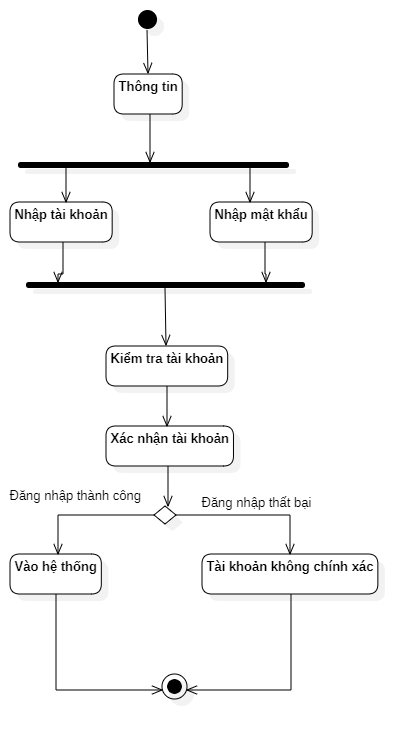 Thông tin
Nhập tài khoản
Nhập mật khẩu
Kiểm tra tài khoản
Xác nhận tài khoản
Đăng nhập thành công
Đăng nhập thất bại
Vào hệ thống
Tài khoản không chính xác